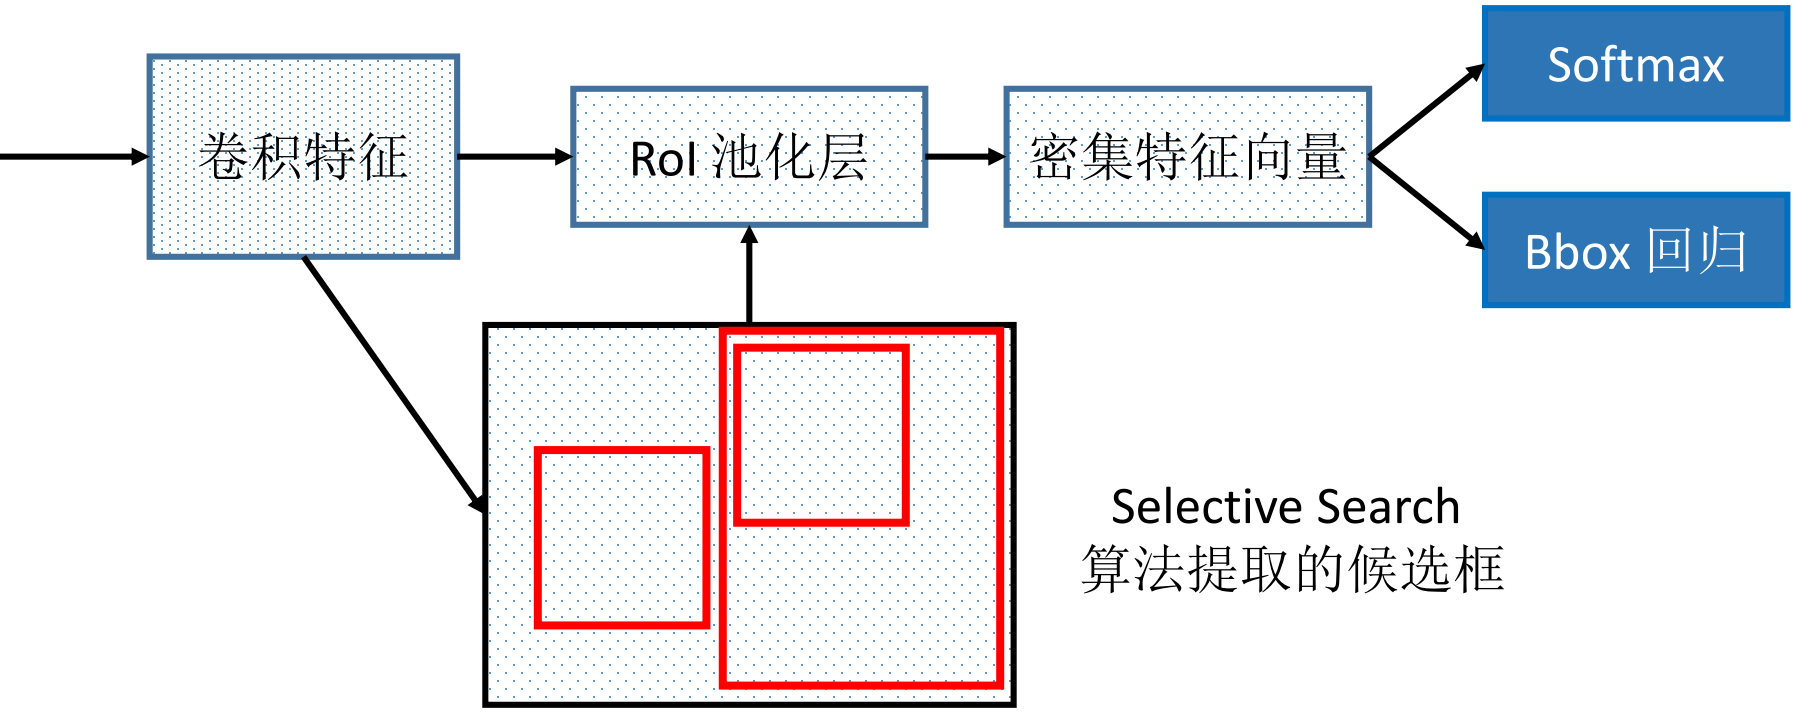 卷积特征
RoI 池化层
密集特征向量
Softmax
Bbox 回归
Selective Search
算法提取的候选框